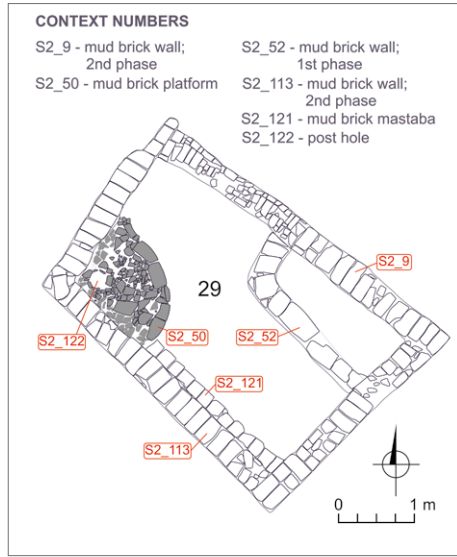 CONTEXT NUMBERS
S2_9 - mud brick wall;
2nd phase
S2_50 - mud brick platform
S2_52 - mud brick wall;
1st phase
S2_113 - mud brick wall;
2nd phase
S2_121 - mud brick mastaba
S2_122 - post hole
S2_9
29
S2_122
S2_50
S2_52
S2_121
S2_113
0 1 m